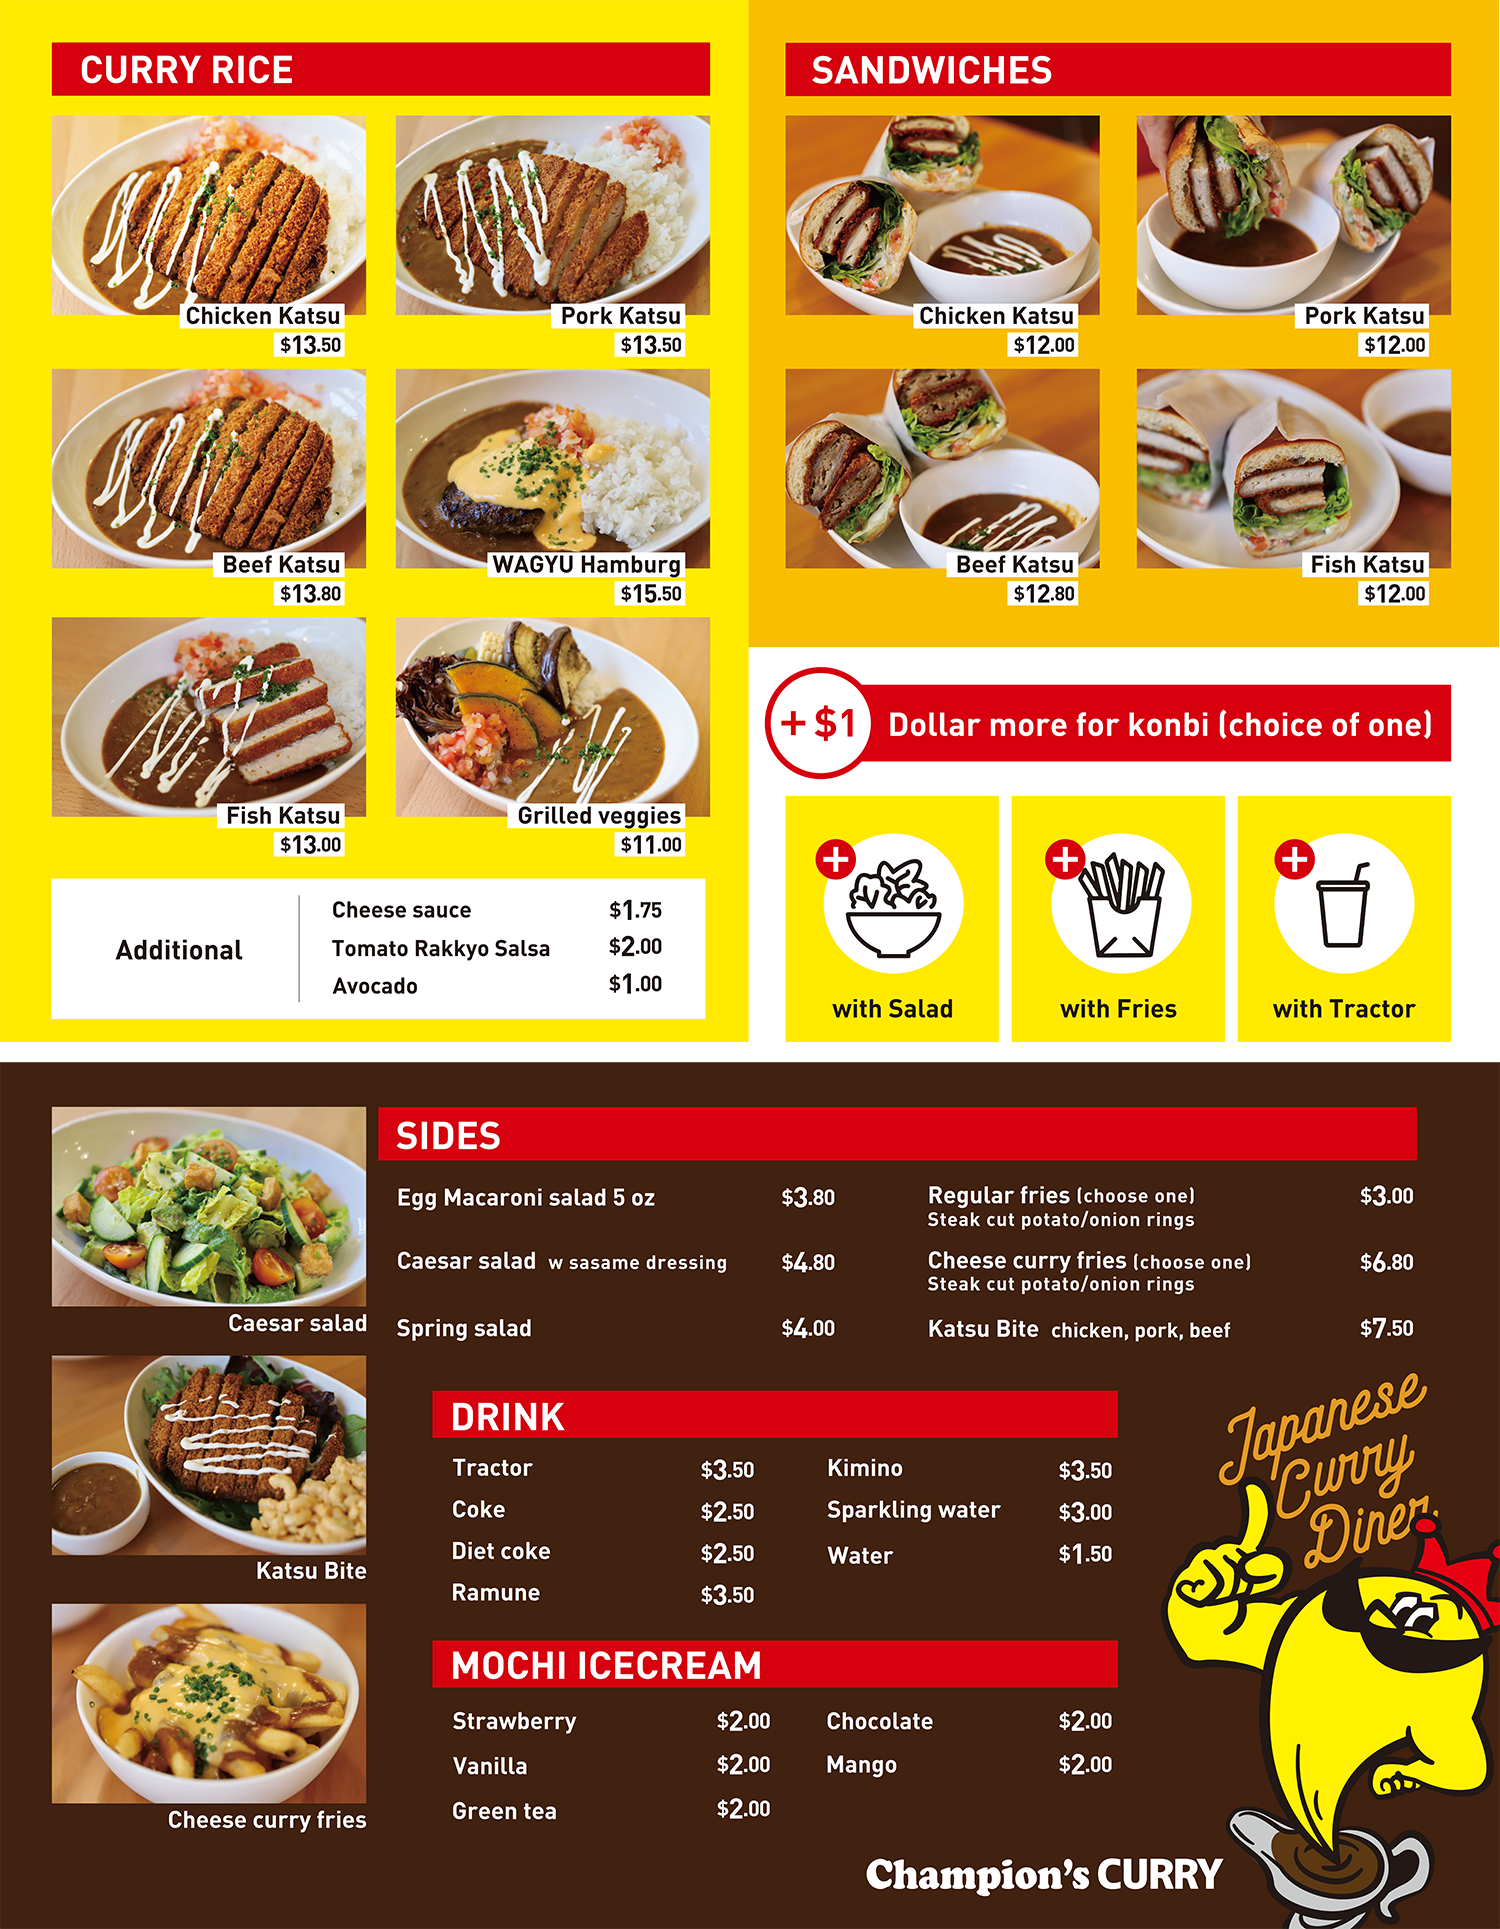 CURRY RICE
Chicken Katsu
$13.50
Pork Katsu
$13.50
Beef Katsu
$13.80
WAGYU Hamburg
$15.50
Fish Katsu
$13.00
Grilled veggies
$11.00
Additional
Cheese sauce $1.75
Tomato Rakkyo Salsa $2.00
Avocado $1.00
SANDWICHES
Chicken Katsu
$12.00
Pork Katsu
$12.00
Beef Katsu
$12.80
Fish Katsu
$12.00
+ $1 Dollar more for konbi (choice of one)
+
with Salad
+
with Fries
+
with Tractor
Caesar salad
Katsu Bite
Cheese curry fries
SIDES
Egg Macaroni salad 5 oz $3.80
Caesar salad w sasame dressing $4.80
Spring salad $4.00
Regular fries (choose one) $3.00
Steak cut potato/onion rings
Cheese curry fries (choose one) $6.80
Steak cut potato/onion rings
Katsu Bite chicken, pork, beef $7.50
DRINK
Tractor $3.50
Coke $2.50
Diet coke $2.50
Ramune $3.50
Kimino $3.50
Sparkling water $3.00
Water $1.50
MOCHI ICECREAM
Strawberry $2.00
Vanilla $2.00
Green tea $2.00
Chocolate $2.00
Mango $2.00
Japanese
Curry
Diner
Champion's CURRY